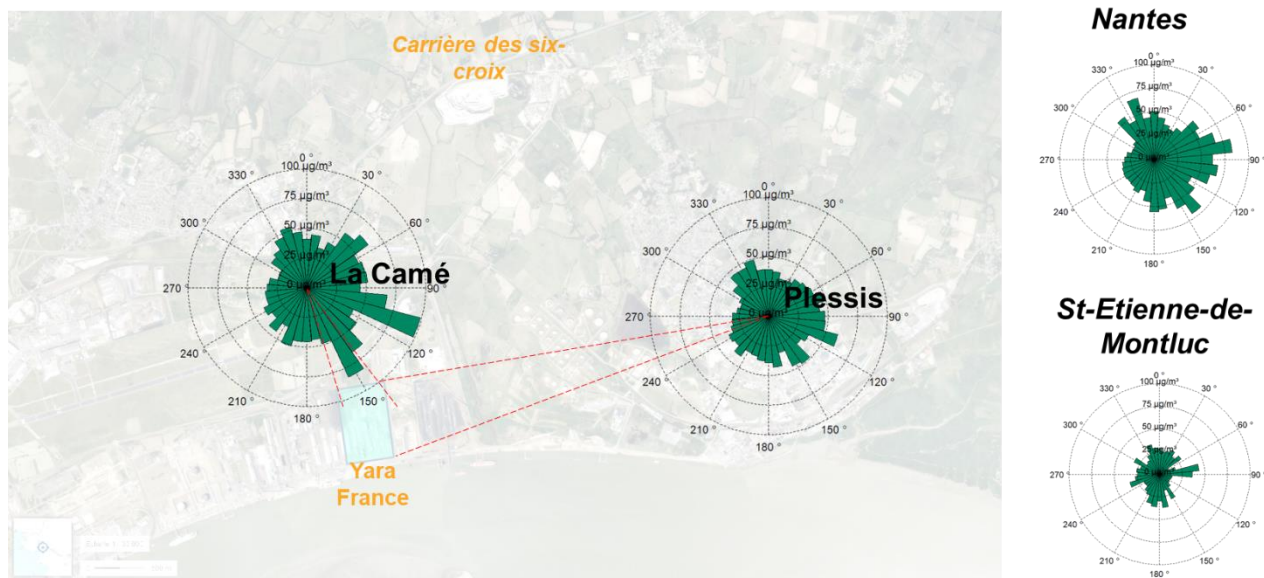 Carrière des six-
croix
0 °
100 µg/m³
30 °
75 µg/m³
60 °
50 µg/m³
25 µg/m³
0 µg/m³
90 °
120 °
150 °
180 °
210 °
240 °
270 °
300 °
330 °
La Camé
0 °
100 µg/m³
30 °
75 µg/m³
60 °
50 µg/m³
25 µg/m³
0 µg/m³
90 °
120 °
150 °
180 °
210 °
240 °
270 °
300 °
330 °
Plessis
Yara
France
Nantes
0 °
100 µg/m³
30 °
75 µg/m³
60 °
50 µg/m³
25 µg/m³
0 µg/m³
90 °
120 °
150 °
180 °
210 °
240 °
270 °
300 °
330 °
St-Etienne-de-
Montluc
0 °
100 µg/m³
30 °
75 µg/m³
60 °
50 µg/m³
25 µg/m³
0 µg/m³
90 °
120 °
150 °
180 °
210 °
240 °
270 °
300 °
330 °